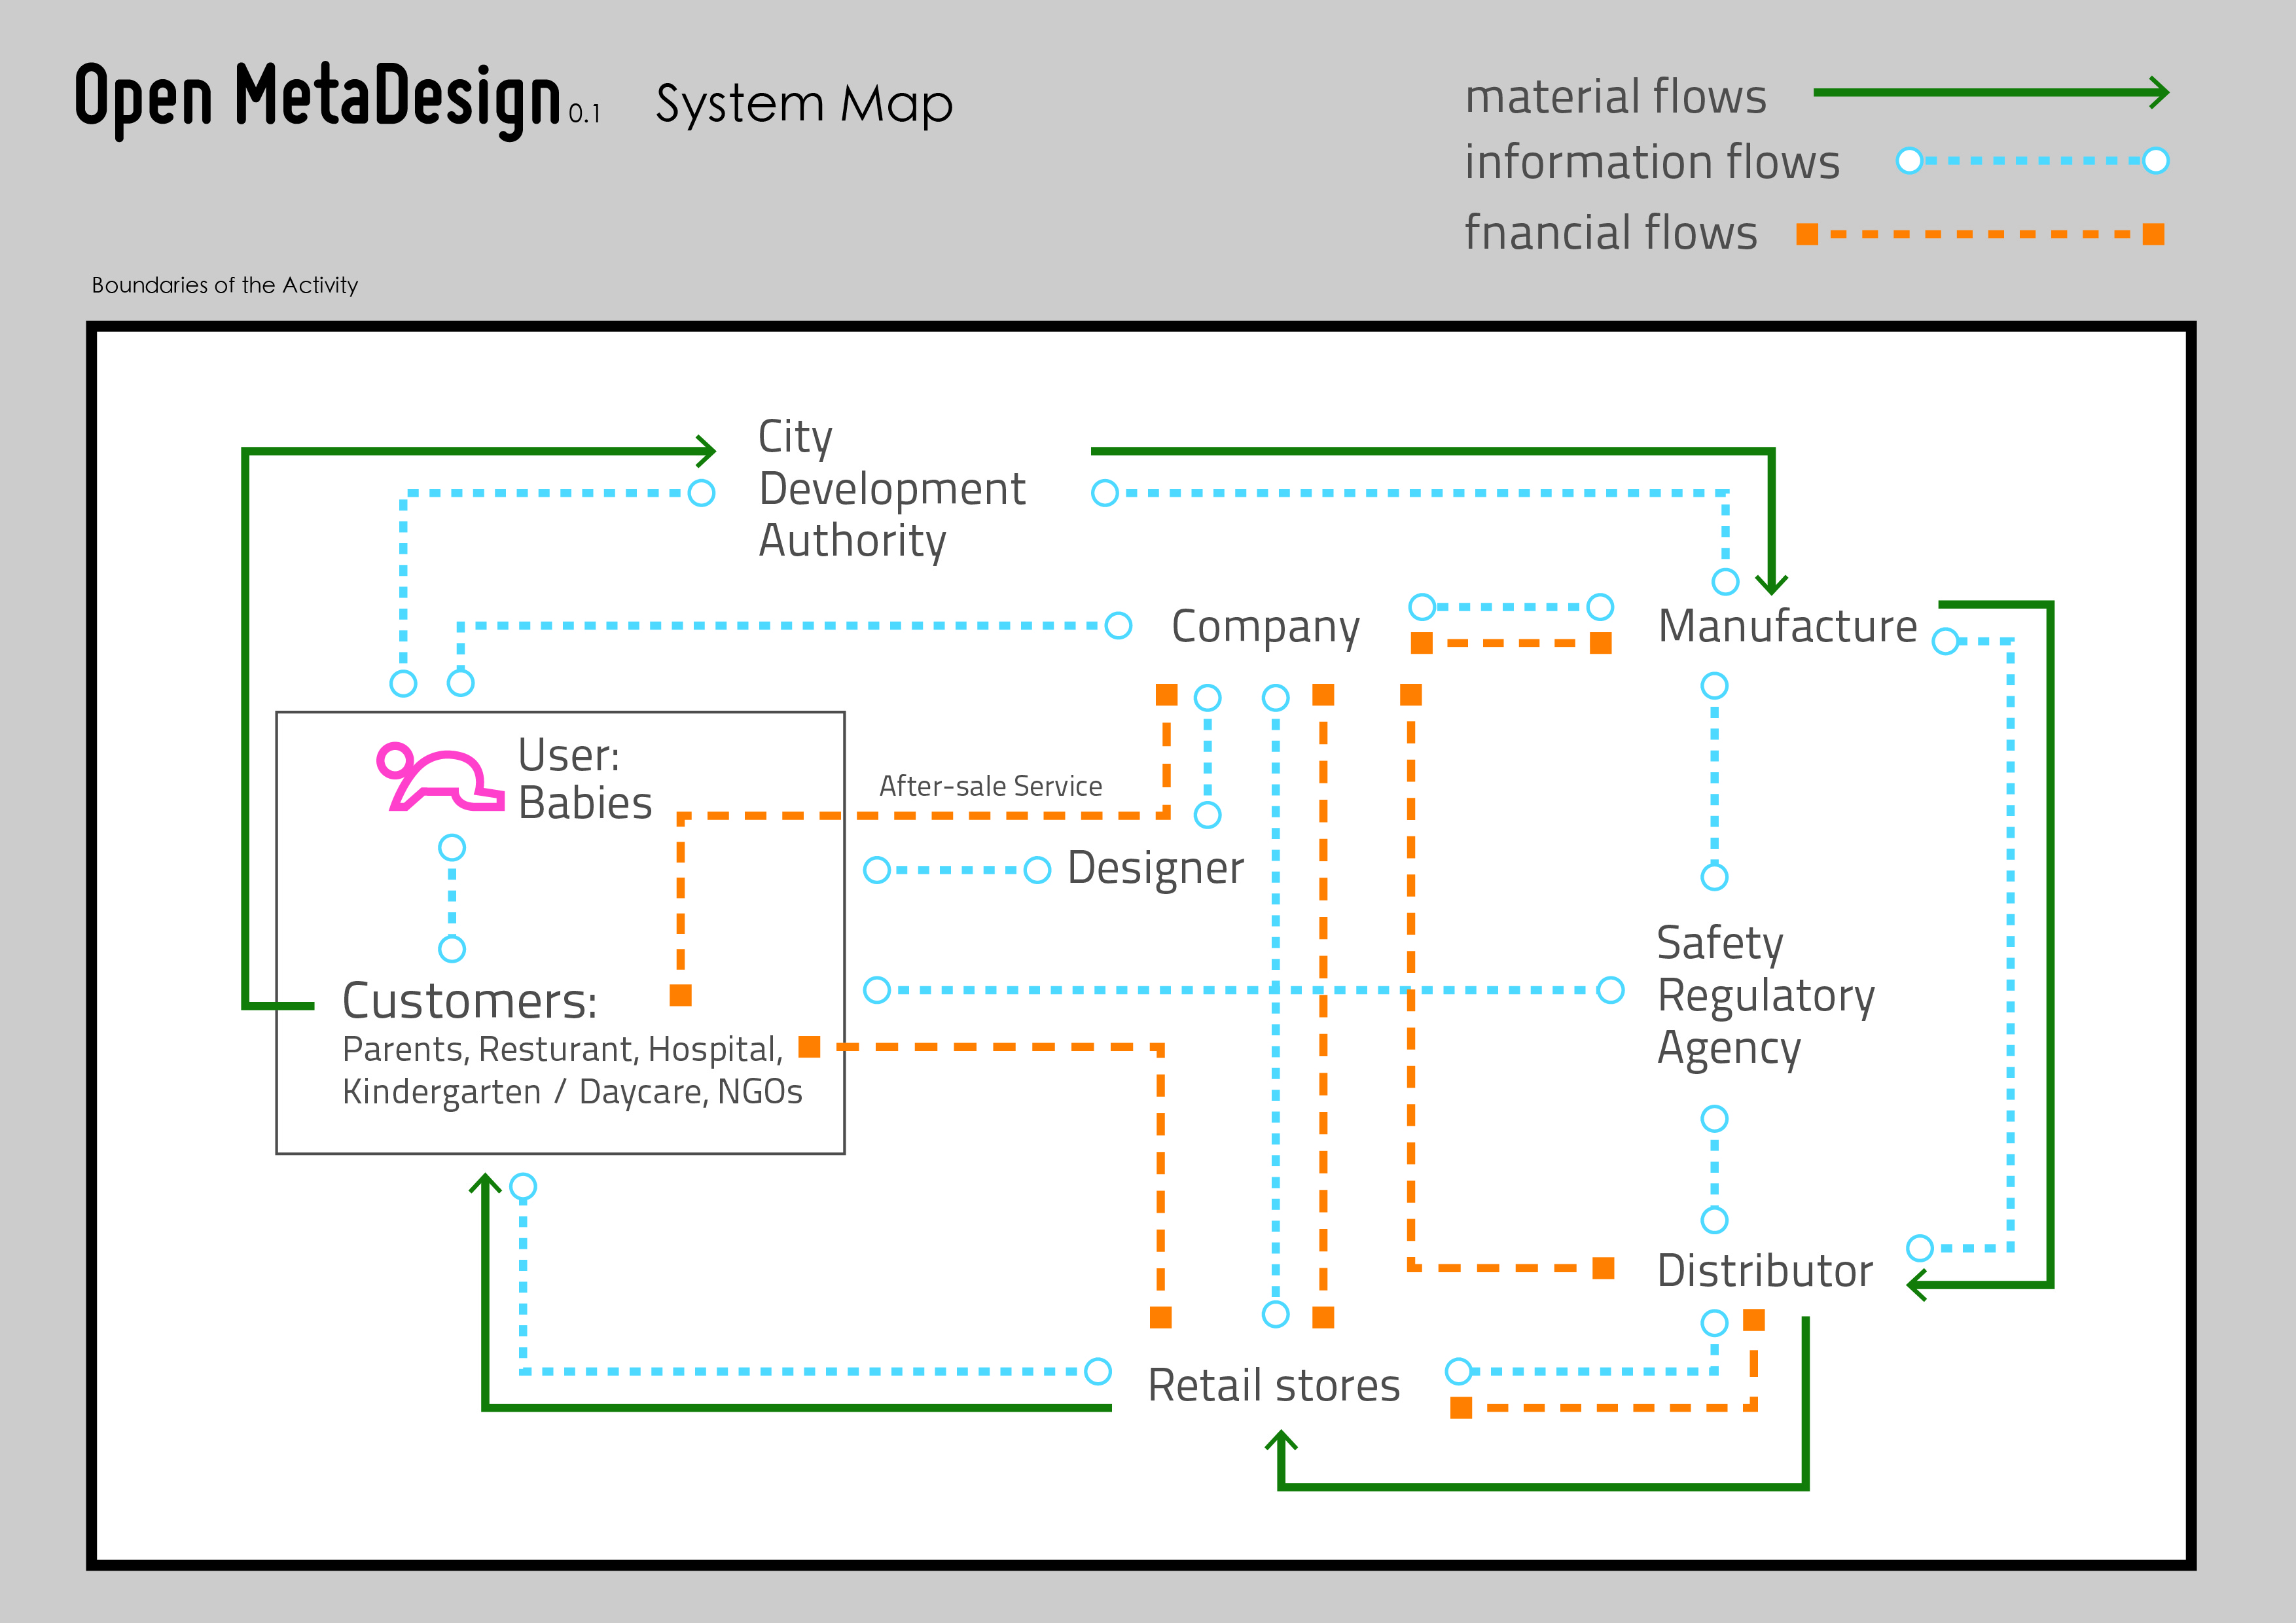 Open MetaDesign 0.1 System Map
material flows
information flows
fnancial flows
Boundaries of the Activity
City
Development
Authority
Company
Manufacture
User:
Babies
After-sale Service
Designer
Safety
Regulatory
Agency
Customers:
Parents, Resturant, Hospital,
Kindergarten / Daycare, NGOs
Distributor
Retail stores